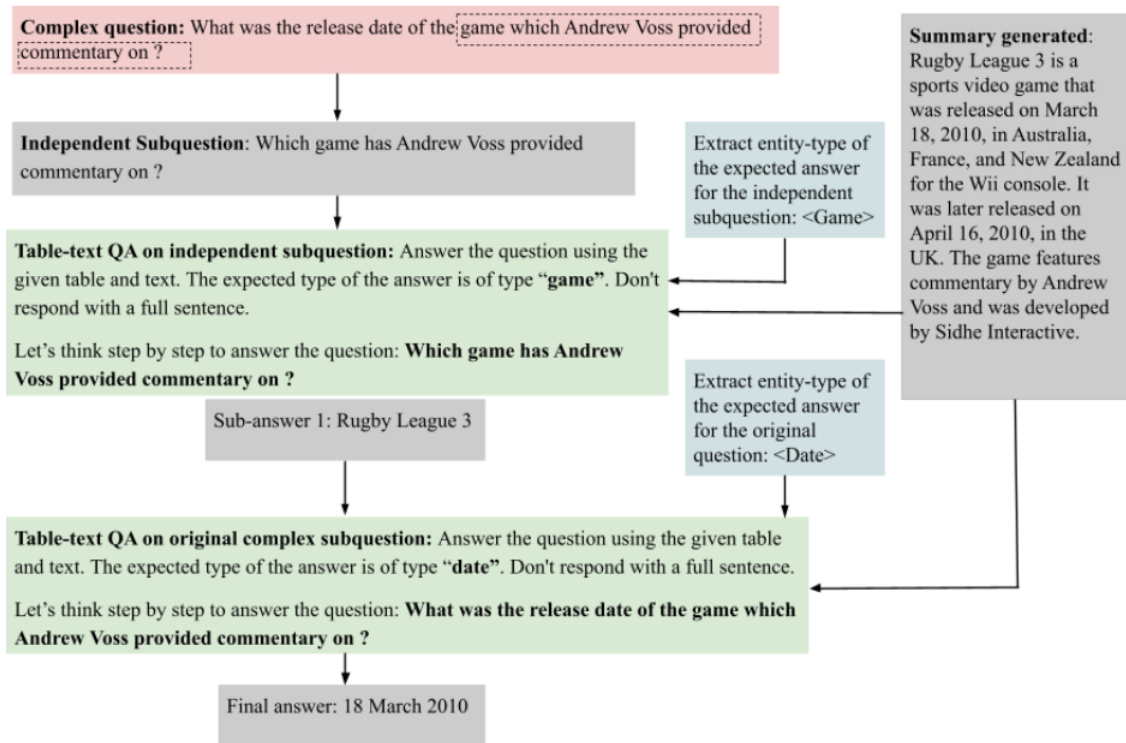 Complex question: What was the release date of the game which Andrew Voss provided
commentary on ?
Independent Subquestion: Which game has Andrew Voss provided
commentary on ?
Extract entity-type of
the expected answer
for the independent
subquestion: <Game>
Summary generated:
Rugby League 3 is a
sports video game that
was released on March
18, 2010, in Australia,
France, and New Zealand
for the Wii console. It
was later released on
April 16, 2010, in the
UK. The game features
commentary by Andrew
Voss and was developed
by Sidhe Interactive.
Table-text QA on independent subquestion: Answer the question using the
given table and text. The expected type of the answer is of type “game”. Don't
respond with a full sentence.
Let’s think step by step to answer the question: Which game has Andrew
Voss provided commentary on ?
Extract entity-type of
the expected answer
for the original
question: <Date>
Sub-answer 1: Rugby League 3
Table-text QA on original complex subquestion: Answer the question using the given table
and text. The expected type of the answer is of type “date”. Don't respond with a full sentence.
Let’s think step by step to answer the question: What was the release date of the game which
Andrew Voss provided commentary on ?
Final answer: 18 March 2010